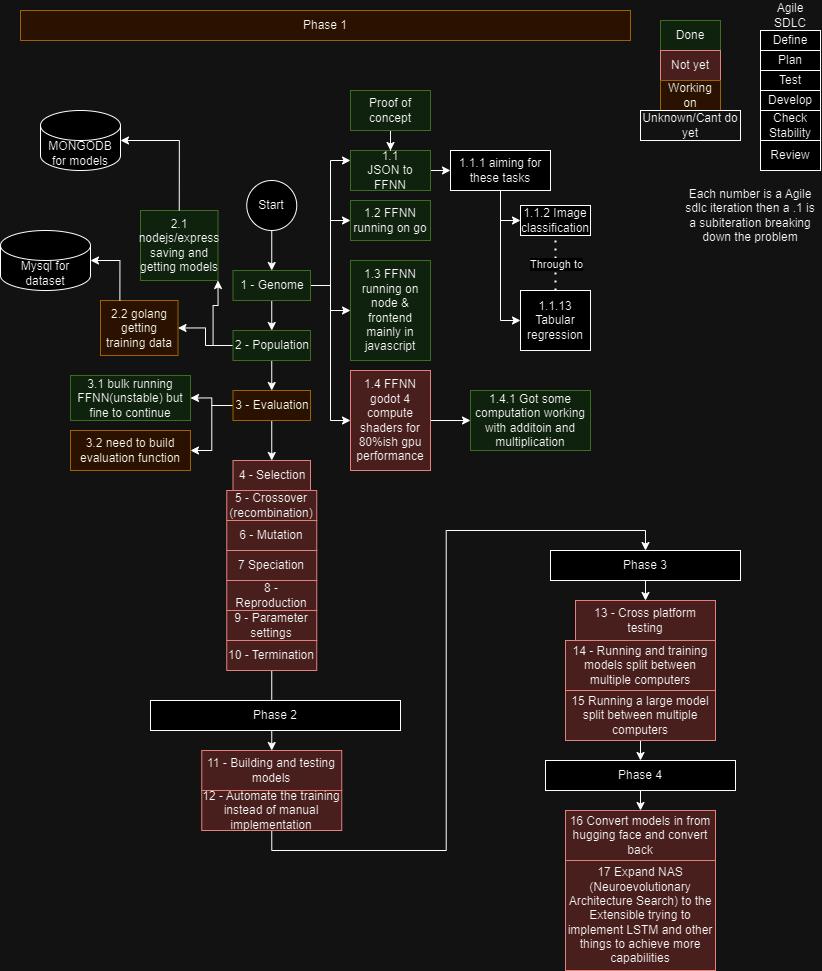 Phase 1
Done
Not yet
Working
on
Unknown/Cant do
yet
Agile
SDLC
Define
Plan
Test
Develop
Check
Stability
Review
Each number is a Agile
sdlc iteration then a .1 is
a subiteration breaking
down the problem
Proof of
concept
MONGODB
for models
1.1
JSON to
FFNN
1.1.1 aiming for
these tasks
Start
1.2 FFNN
running on go
1.1.2 Image
classification
2.1
nodejs/express
saving and
getting models
Through to
Mysql for
dataset
1 - Genome
1.3 FFNN
running on
node &
frontend
mainly in
javascript
1.1.13
Tabular
regression
2.2 golang
getting
training data
2 - Population
3.1 bulk running
FFNN(unstable) but
fine to continue
3 - Evaluation
1.4 FFNN
godot 4
compute
shaders for
80%ish gpu
performance
1.4.1 Got some
computation working
with additoin and
multiplication
3.2 need to build
evaluation function
4 - Selection
5 - Crossover
(recombination)
6 - Mutation
7 Speciation
8 -
Reproduction
9 - Parameter
settings
10 - Termination
Phase 2
11 - Building and testing
models
12 - Automate the training
instead of manual
implementation
Phase 3
13 - Cross platform
testing
14 - Running and training
models split between
multiple computers
15 Running a large model
split between multiple
computers
Phase 4
16 Convert models in from
hugging face and convert
back
17 Expand NAS
(Neuroevolutionary
Architecture Search) to the
Extensible trying to
implement LSTM and other
things to achieve more
capabilities